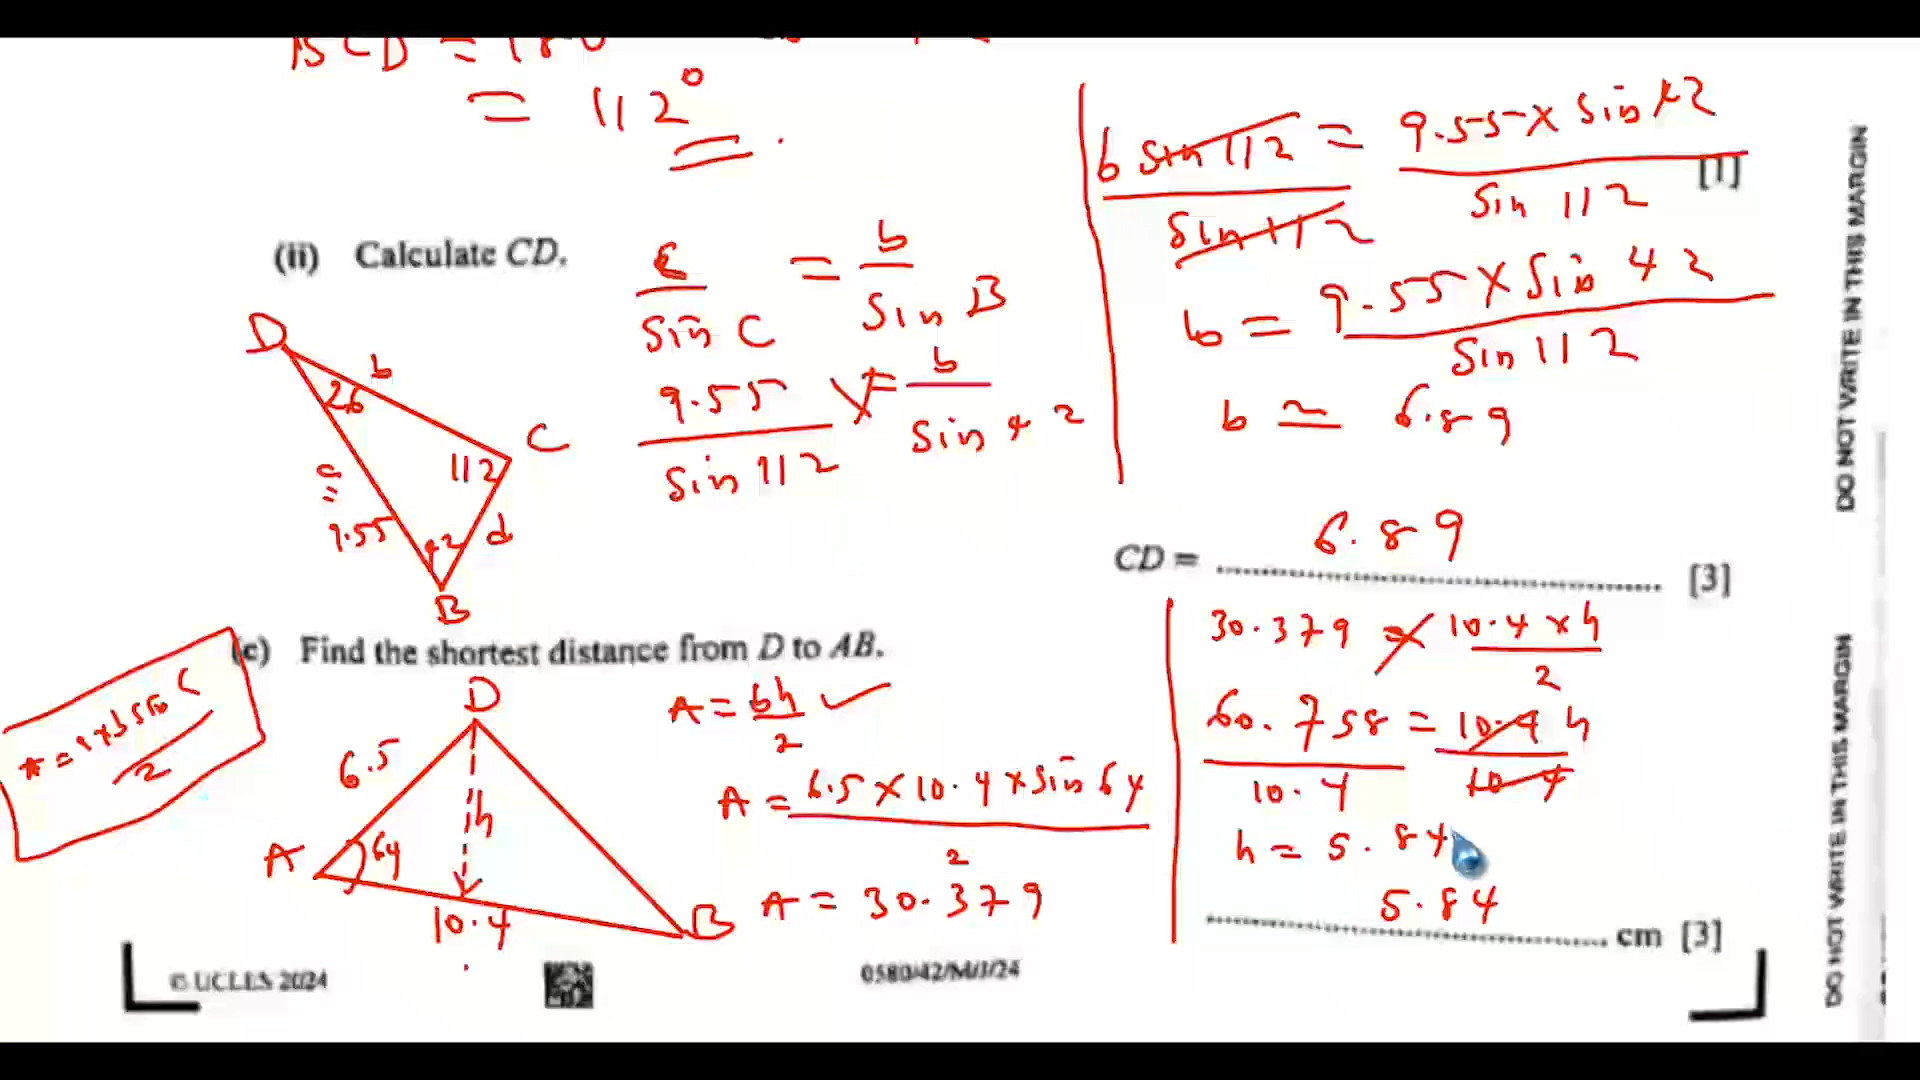 BCD = 180
= 112°
b sin 112 = 9.55 × sin 42
sin 112 sin 112
[1]
b = 9.55 × sin 42
sin 112
b ≃ 6.89
(ii) Calculate CD.
c = b
sin C sin B
9.55 = b
sin 112 sin 42
D
b
26
C
112
c
=
9.55
42
d
B
6.89
CD = ........ [3]
(c) Find the shortest distance from D to AB.
A = a × b sin C
2
D
6.5
h
A
64
10.4
B
A = bh
2
A = 6.5 × 10.4 × sin 64
2
A = 30.379
30.379 = 10.4 × h
2
60.758 = 10.4 h
10.4 10.4
h = 5.84
5.84
........ cm [3]
© UCLES 2024
0580/42/M/J/24
DO NOT WRITE IN THIS MARGIN
DO NOT WRITE IN THIS MARGIN